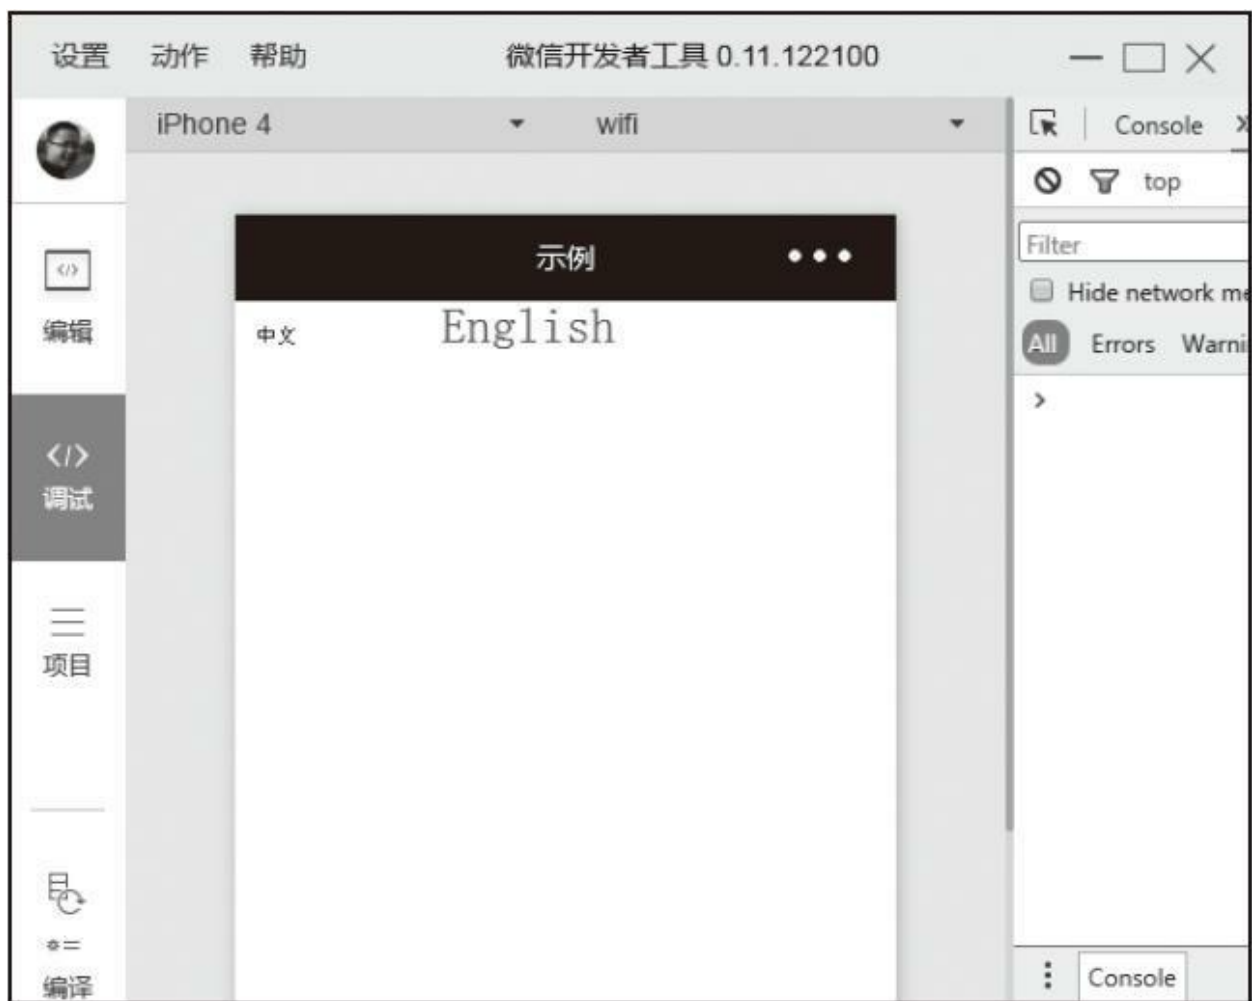 设置 动作 帮助 微信开发者工具 0.11.122100
iPhone 4 wifi
Console
top
Filter
Hide network me
All Errors Warni
示例
中文 English
</>
编辑
</>
调试
项目
编译
Console